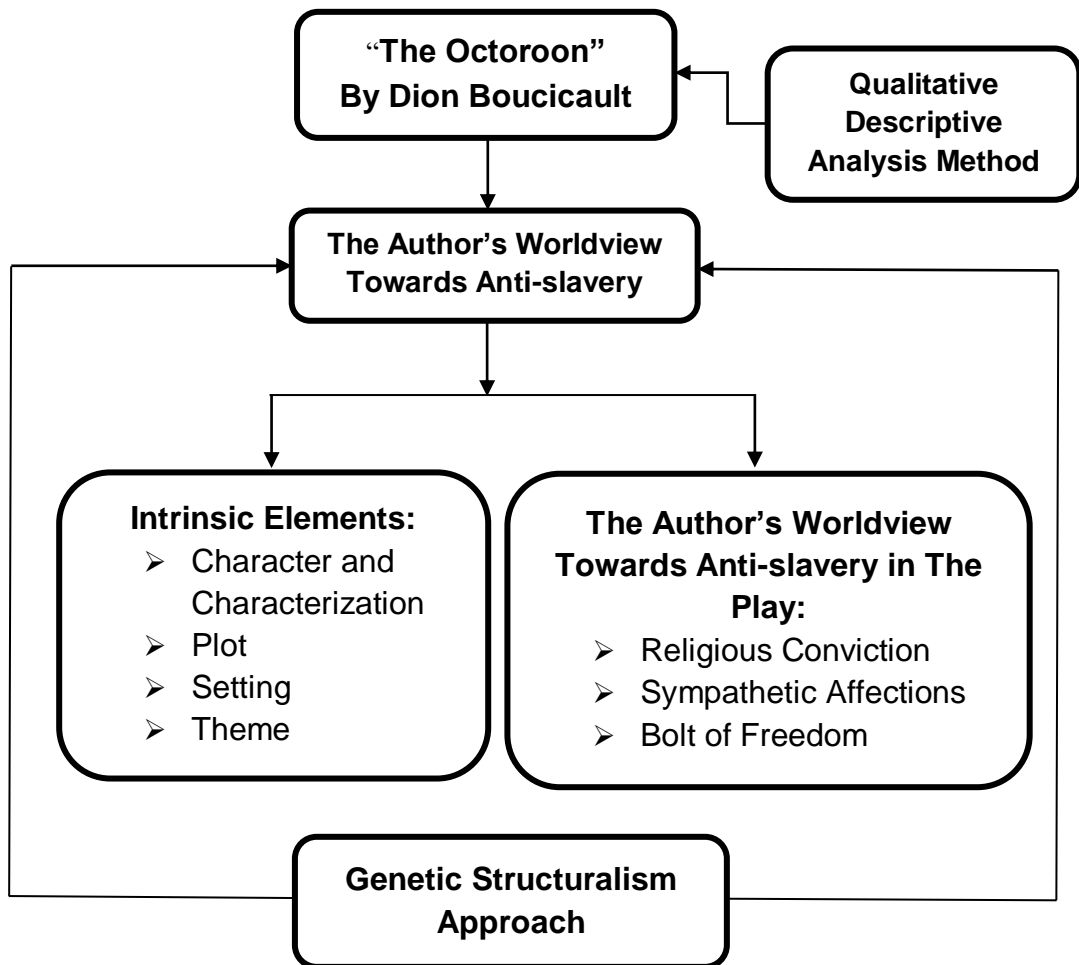 “The Octoroon”
By Dion Boucicault
Qualitative
Descriptive
Analysis Method
The Author’s Worldview
Towards Anti-slavery
Intrinsic Elements:
➢ Character and
Characterization
➢ Plot
➢ Setting
➢ Theme
The Author’s Worldview
Towards Anti-slavery in The
Play:
➢ Religious Conviction
➢ Sympathetic Affections
➢ Bolt of Freedom
Genetic Structuralism
Approach